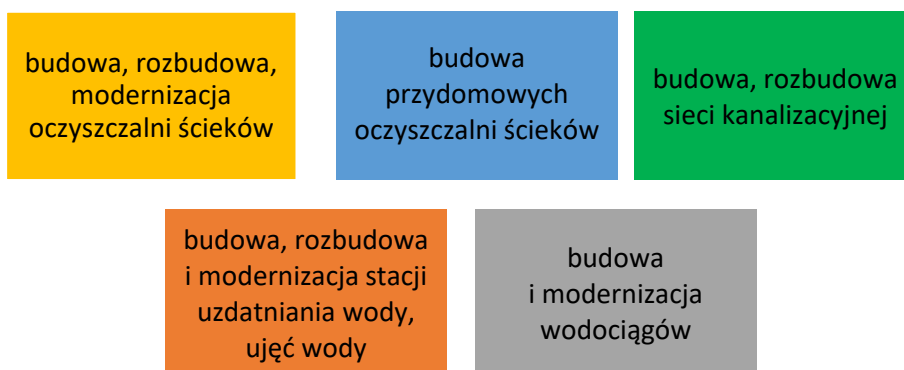 budowa, rozbudowa,
modernizacja
oczyszczalni ścieków
budowa
przydomowych
oczyszczalni ścieków
budowa, rozbudowa
sieci kanalizacyjnej
budowa, rozbudowa
i modernizacja stacji
uzdatniania wody,
ujęć wody
budowa
i modernizacja
wodociągów